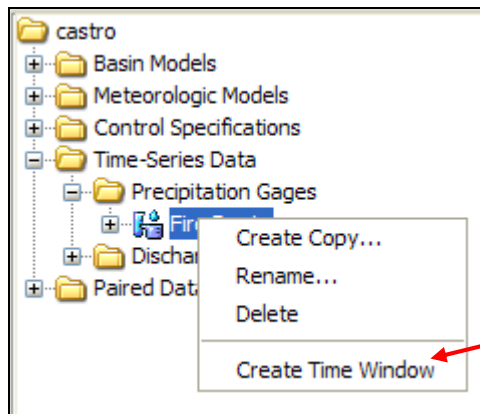 castro
Basin Models
Meteorologic Models
Control Specifications
Time-Series Data
Precipitation Gages
Create Copy...
Rename...
Delete
Create Time Window
Paired Data